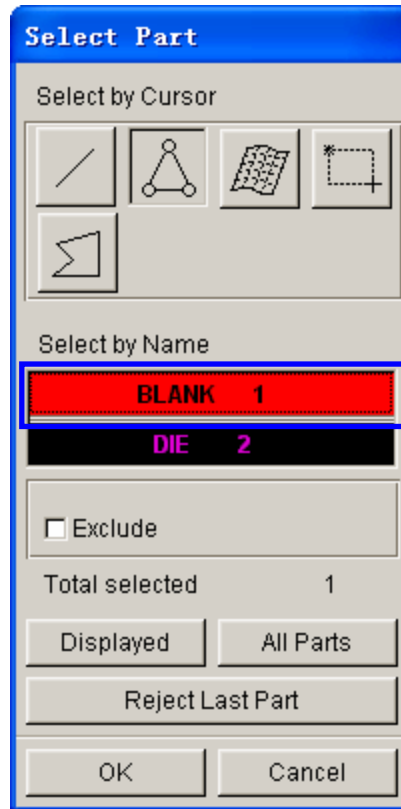 Select Part
Select by Cursor
Select by Name
BLANK 1
DIE 2
Exclude
Total selected 1
Displayed All Parts
Reject Last Part
OK Cancel